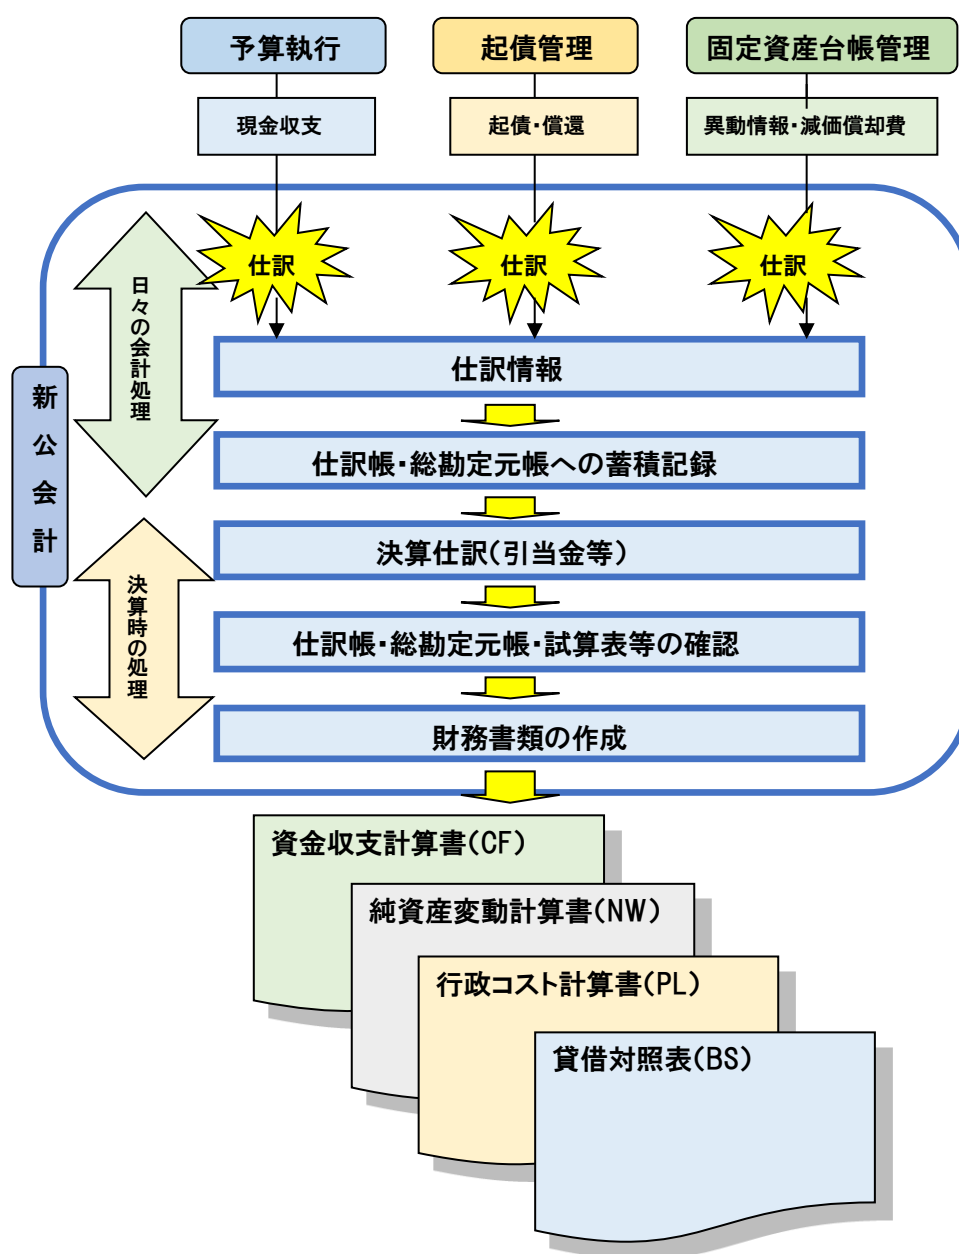 予算執行
起債管理
固定資産台帳管理
現金収支
起債・償還
異動情報・減価償却費
仕訳
仕訳
仕訳
日々の会計処理
仕訳情報
新公会計
仕訳帳・総勘定元帳への蓄積記録
決算仕訳(引当金等)
決算時の処理
仕訳帳・総勘定元帳・試算表等の確認
財務書類の作成
資金収支計算書(CF)
純資産変動計算書(NW)
行政コスト計算書(PL)
貸借対照表(BS)